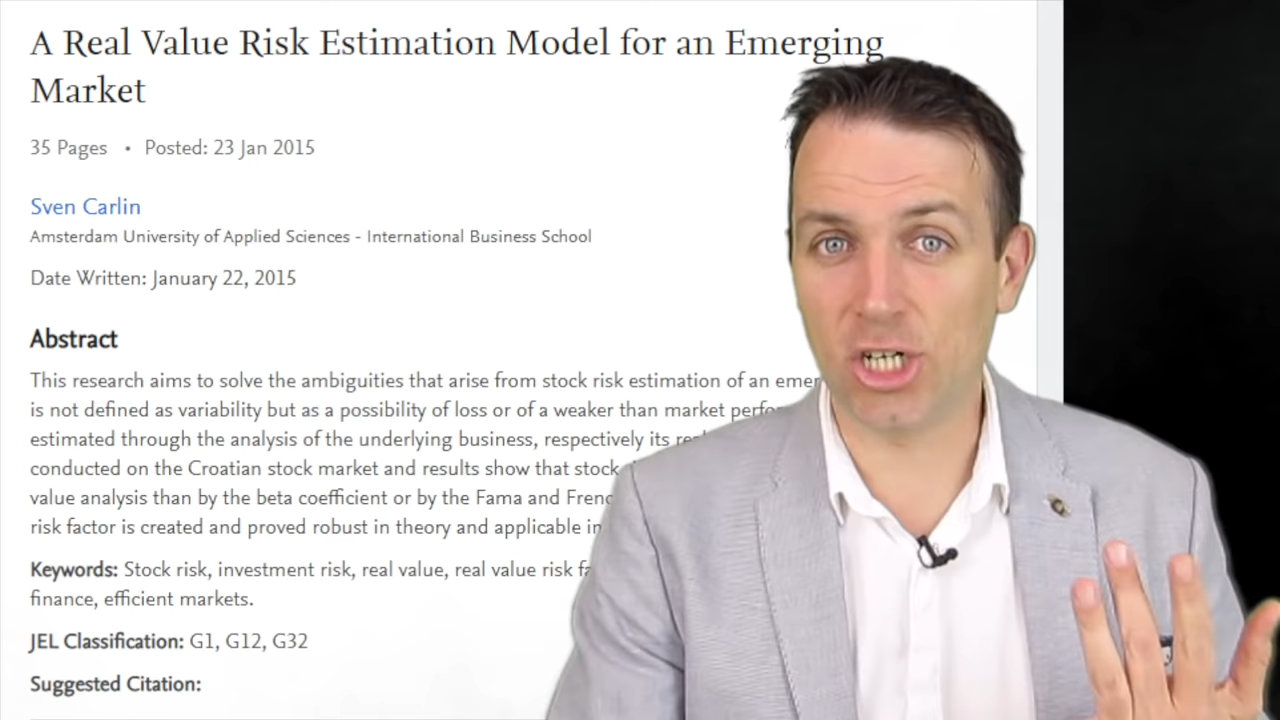 A Real Value Risk Estimation Model for an Emerging
Market
35 Pages • Posted: 23 Jan 2015
Sven Carlin
Amsterdam University of Applied Sciences - International Business School
Date Written: January 22, 2015
Abstract
This research aims to solve the ambiguities that arise from stock risk estimation of an
is not defined as variability but as a possibility of loss or of a weaker than market
estimated through the analysis of the underlying business, respectively its
conducted on the Croatian stock market and results show that stock
value analysis than by the beta coefficient or by the Fama and
risk factor is created and proved robust in theory and applicable in
Keywords: Stock risk, investment risk, real value, real value risk
finance, efficient markets.
JEL Classification: G1, G12, G32
Suggested Citation: